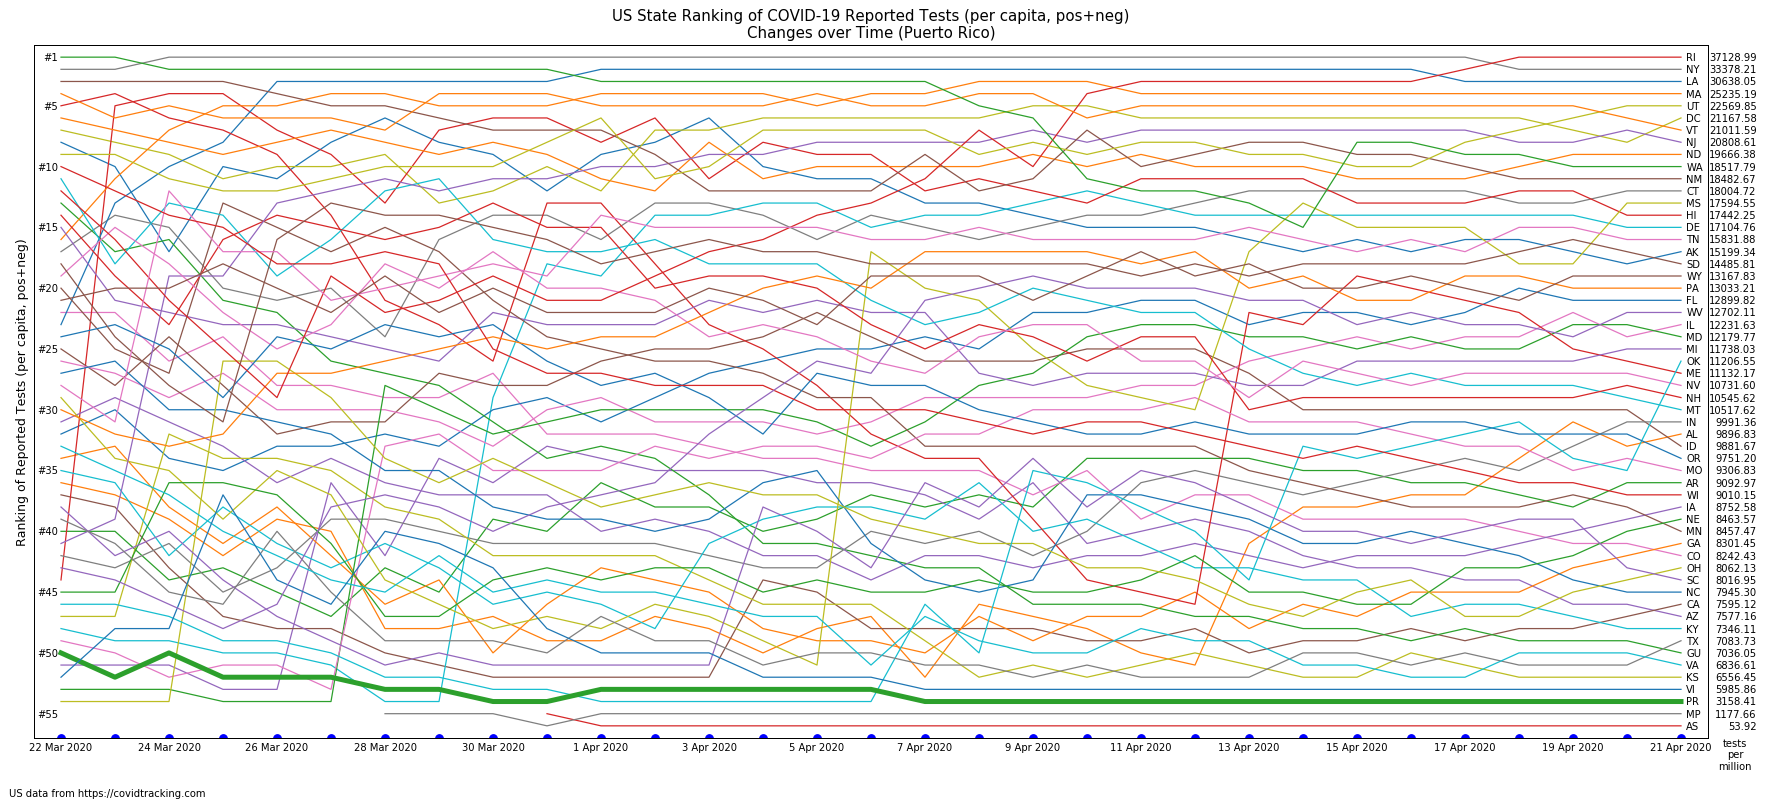 US State Ranking of COVID-19 Reported Tests (per capita, pos+neg)
Changes over Time (Puerto Rico)
Ranking of Reported Tests (per capita, pos+neg)
#1
#5
#10
#15
#20
#25
#30
#35
#40
#45
#50
#55
RI 37128.99
NY 33378.21
LA 30638.05
MA 25235.19
UT 22569.85
DC 21167.58
VT 21011.59
NJ 20808.61
ND 19666.38
WA 18517.79
NM 18482.67
CT 18004.72
MS 17594.55
HI 17442.25
DE 17104.76
TN 15831.88
AK 15199.34
SD 14485.81
WY 13167.83
PA 13033.21
FL 12899.82
WV 12702.11
IL 12231.63
MD 12179.77
MI 11738.03
OK 11206.55
ME 11132.17
NV 10731.60
NH 10545.62
MT 10517.62
IN 9991.36
AL 9896.83
ID 9881.67
OR 9751.20
MO 9306.83
AR 9092.97
WI 9010.15
IA 8752.58
NE 8463.57
MN 8457.47
GA 8301.45
CO 8242.43
OH 8062.13
SC 8016.95
NC 7945.30
CA 7595.12
AZ 7577.16
KY 7346.11
TX 7083.73
GU 7036.05
VA 6836.61
KS 6556.45
VI 5985.86
PR 3158.41
MP 1177.66
AS 53.92
22 Mar 2020
24 Mar 2020
26 Mar 2020
28 Mar 2020
30 Mar 2020
1 Apr 2020
3 Apr 2020
5 Apr 2020
7 Apr 2020
9 Apr 2020
11 Apr 2020
13 Apr 2020
15 Apr 2020
17 Apr 2020
19 Apr 2020
21 Apr 2020
tests
per
million
US data from https://covidtracking.com